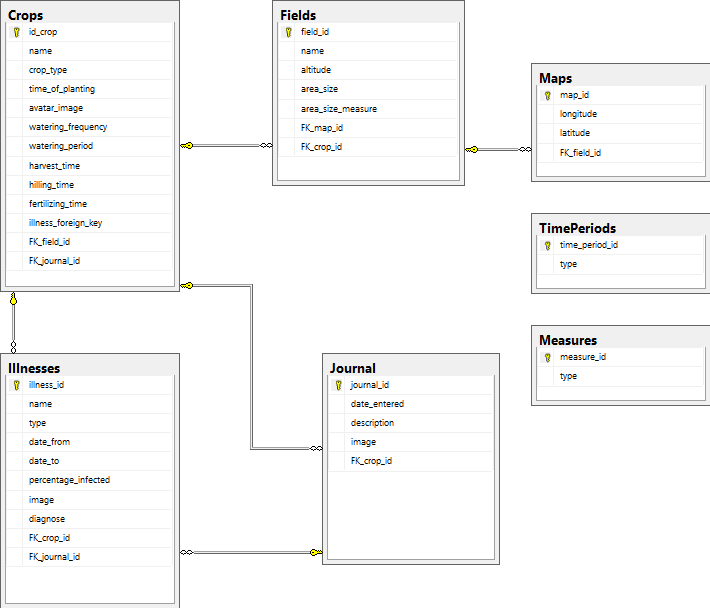 Crops
id_crop
name
crop_type
time_of_planting
avatar_image
watering_frequency
watering_period
harvest_time
hilling_time
fertilizing_time
illness_foreign_key
FK_field_id
FK_journal_id
Fields
field_id
name
altitude
area_size
area_size_measure
FK_map_id
FK_crop_id
Maps
map_id
longitude
latitude
FK_field_id
TimePeriods
time_period_id
type
Measures
measure_id
type
Illnesses
illness_id
name
type
date_from
date_to
percentage_infected
image
diagnose
FK_crop_id
FK_journal_id
Journal
journal_id
date_entered
description
image
FK_crop_id